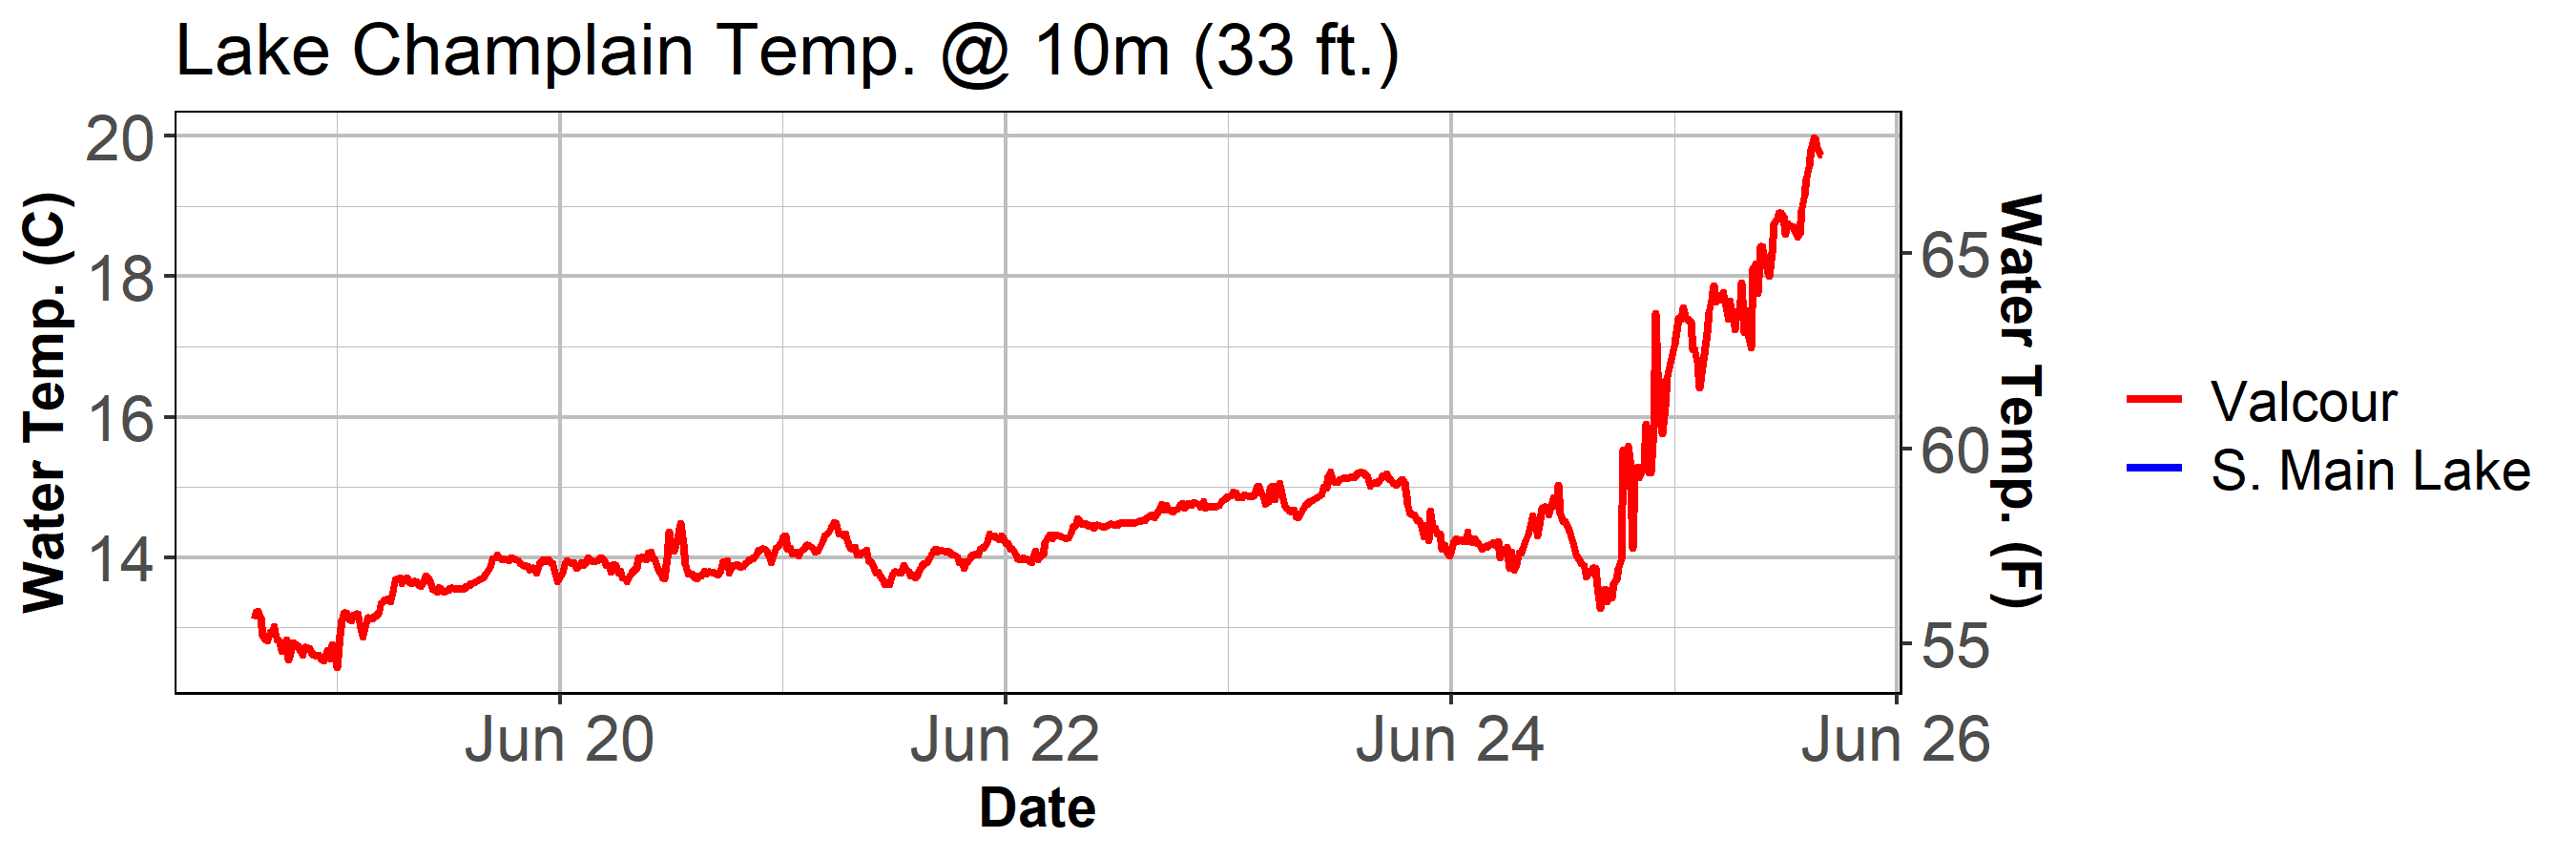 Lake Champlain Temp. @ 10m (33 ft.)
Water Temp. (C)
20
18
16
14
65
60
55
Water Temp. (F)
Jun 20
Jun 22
Jun 24
Jun 26
Date
Valcour
S. Main Lake